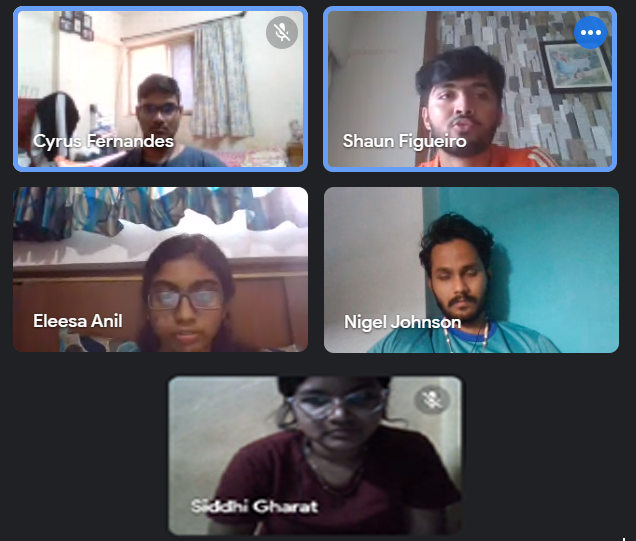 Cyrus Fernandes
Shaun Figueiro
Eleesa Anil
Nigel Johnson
Siddhi Gharat